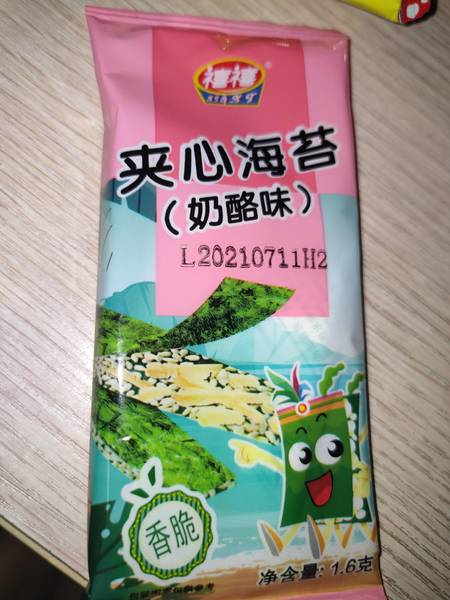 禧禧
夹心海苔
（奶酪味）
L20210711H2
香脆
净含量: 1.6克